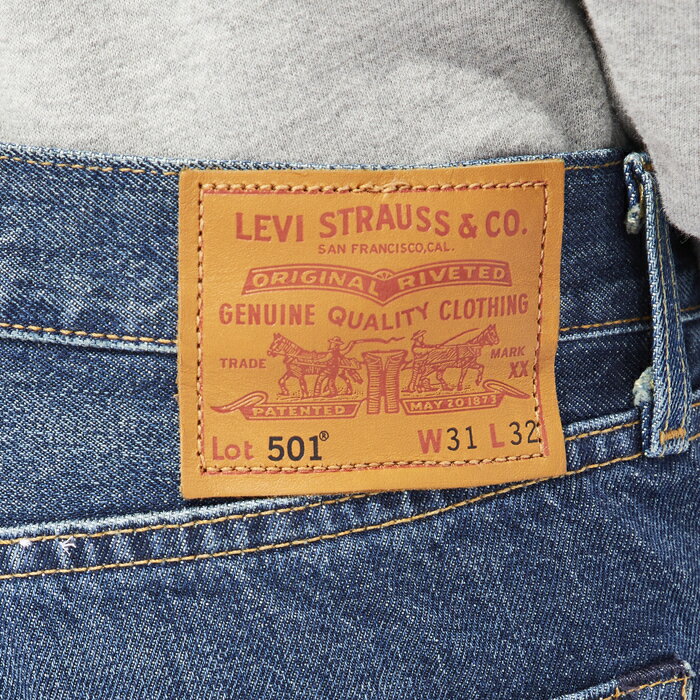 LEVI STRAUSS & CO.
SAN FRANCISCO, CAL.
ORIGINAL RIVETED
GENUINE QUALITY CLOTHING
TRADE MARK
XX
PATENTED MAY 20 1873
Lot 501® W31 L32